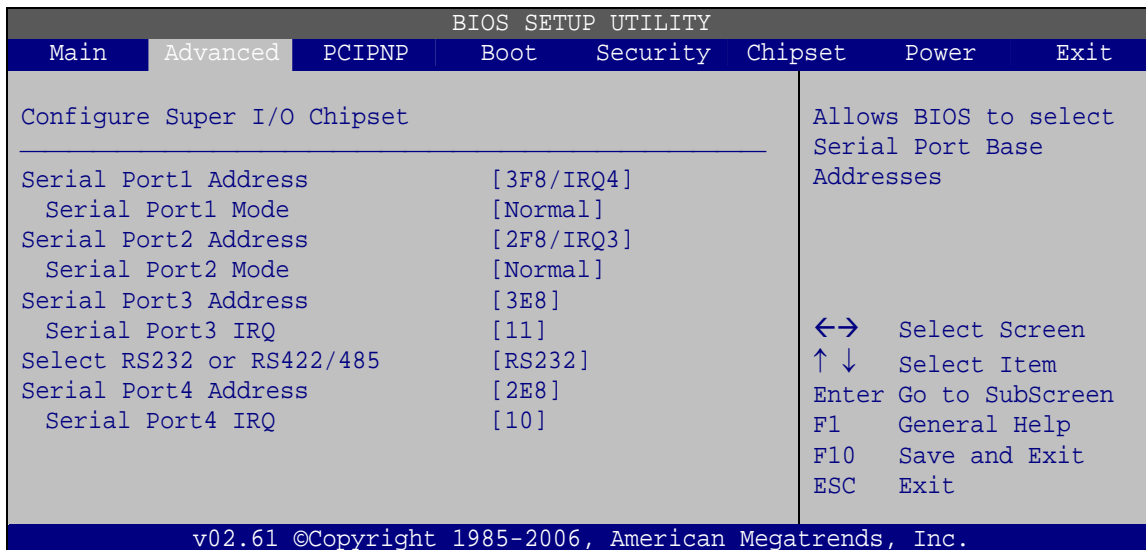 BIOS SETUP UTILITY
Main Advanced PCIPNP Boot Security Chipset Power Exit
Configure Super I/O Chipset
Serial Port1 Address [3F8/IRQ4]
Serial Port1 Mode [Normal]
Serial Port2 Address [2F8/IRQ3]
Serial Port2 Mode [Normal]
Serial Port3 Address [3E8]
Serial Port3 IRQ [11]
Select RS232 or RS422/485 [RS232]
Serial Port4 Address [2E8]
Serial Port4 IRQ [10]
Allows BIOS to select
Serial Port Base
Addresses
←→ Select Screen
↑ ↓ Select Item
Enter Go to SubScreen
F1 General Help
F10 Save and Exit
ESC Exit
v02.61 ©Copyright 1985-2006, American Megatrends, Inc.